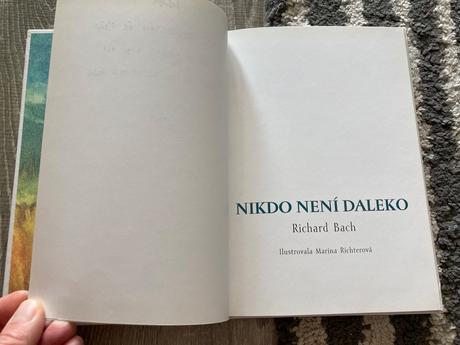 NIKDO NENÍ DALEKO
Richard Bach
Ilustrovala Marina Richterová